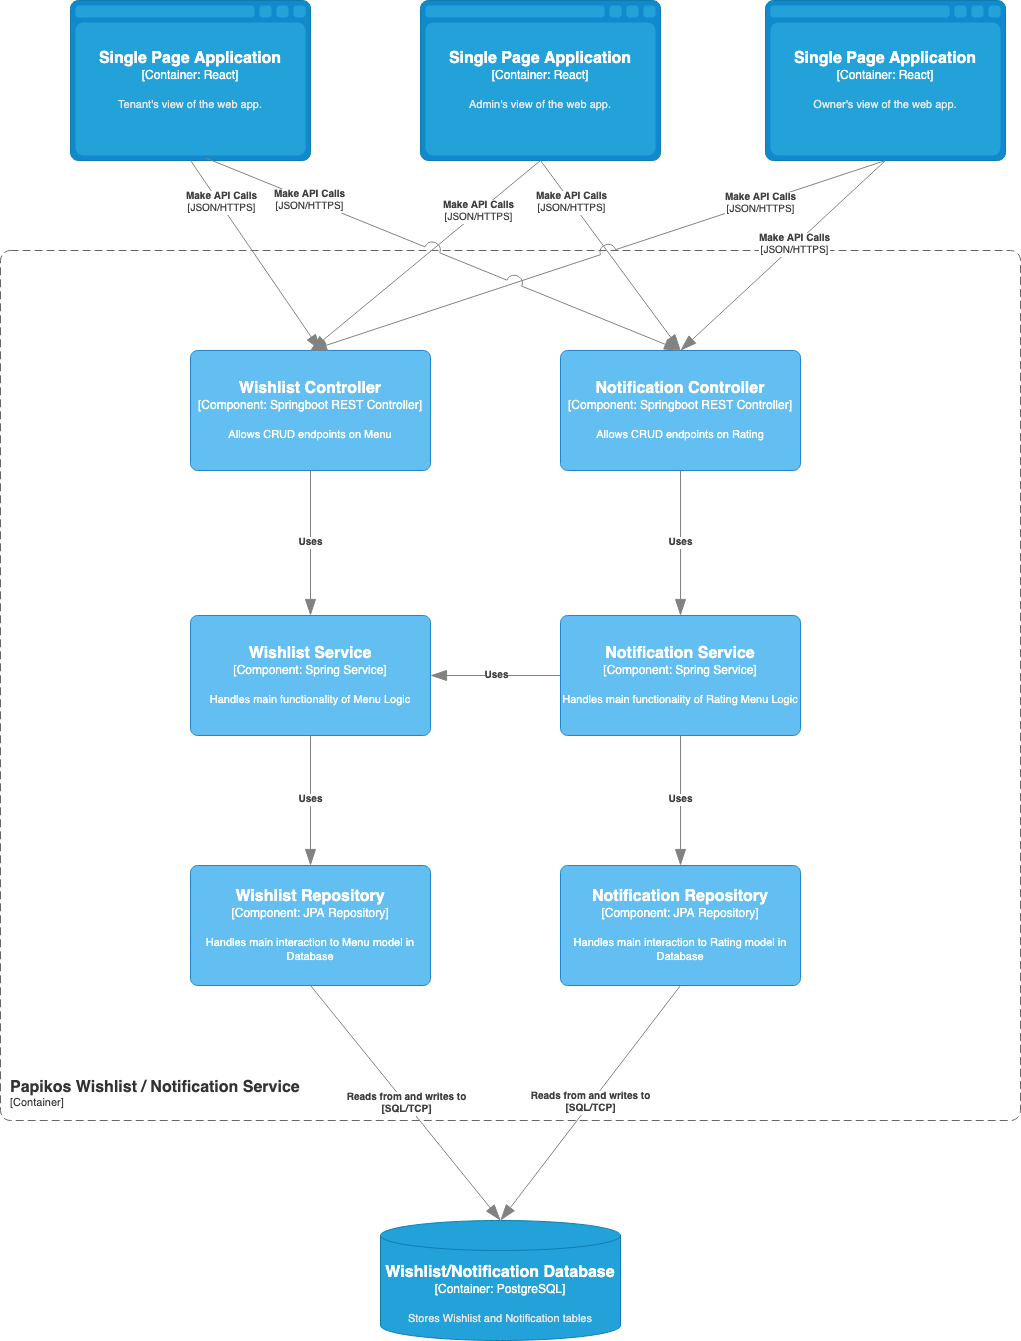 Single Page Application
[Container: React]
Tenant's view of the web app.
Single Page Application
[Container: React]
Admin's view of the web app.
Single Page Application
[Container: React]
Owner's view of the web app.
Make API Calls
[JSON/HTTPS]
Make API Calls
[JSON/HTTPS]
Make API Calls
[JSON/HTTPS]
Make API Calls
[JSON/HTTPS]
Make API Calls
[JSON/HTTPS]
Make API Calls
[JSON/HTTPS]
Wishlist Controller
[Component: Springboot REST Controller]
Allows CRUD endpoints on Menu
Notification Controller
[Component: Springboot REST Controller]
Allows CRUD endpoints on Rating
Uses
Uses
Wishlist Service
[Component: Spring Service]
Handles main functionality of Menu Logic
Uses
Notification Service
[Component: Spring Service]
Handles main functionality of Rating Menu Logic
Uses
Uses
Wishlist Repository
[Component: JPA Repository]
Handles main interaction to Menu model in
Database
Notification Repository
[Component: JPA Repository]
Handles main interaction to Rating model in
Database
Papikos Wishlist / Notification Service
[Container]
Reads from and writes to
[SQL/TCP]
Reads from and writes to
[SQL/TCP]
Wishlist/Notification Database
[Container: PostgreSQL]
Stores Wishlist and Notification tables